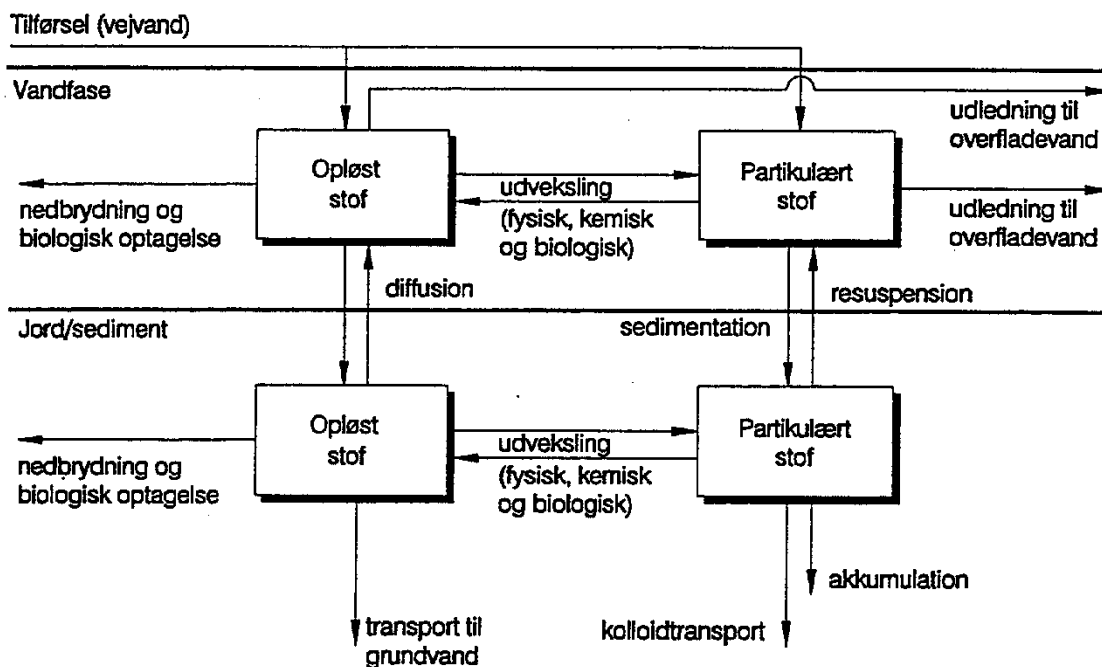 Tilførsel (vejvand)
Vandfase
udledning til
overfladevand
Opløst
stof
udveksling
(fysisk, kemisk
og biologisk)
Partikulært
stof
nedbrydning og
biologisk optagelse
udledning til
overfladevand
diffusion
resuspension
Jord/sediment
sedimentation
Opløst
stof
udveksling
(fysisk, kemisk
og biologisk)
Partikulært
stof
nedbrydning og
biologisk optagelse
akkumulation
transport til
grundvand
kolloidtransport